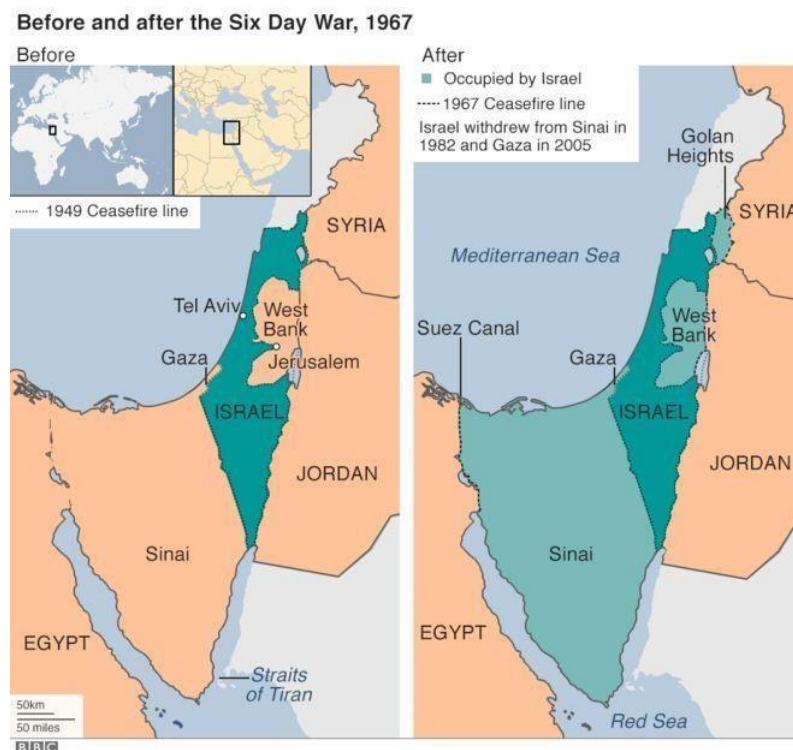 Before and after the Six Day War, 1967
Before
1949 Ceasefire line
SYRIA
Tel Aviv
West
Bank
Gaza
Jerusalem
ISRAEL
JORDAN
Sinai
EGYPT
Straits
of Tiran
50km
50 miles
BBC
After
Occupied by Israel
1967 Ceasefire line
Israel withdrew from Sinai in
1982 and Gaza in 2005
Golan
Heights
SYRIA
Mediterranean Sea
Suez Canal
West
Bank
Gaza
ISRAEL
JORDAN
Sinai
EGYPT
Red Sea